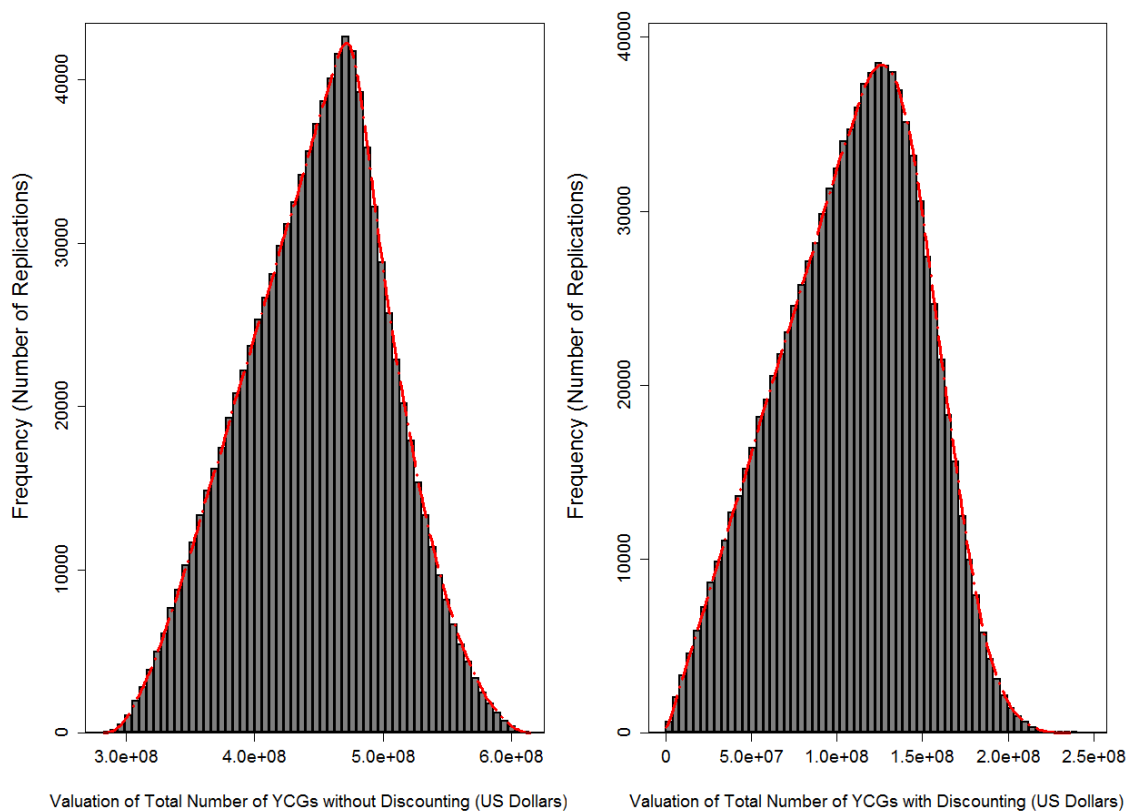 Frequency (Number of Replications)
40000
30000
20000
10000
0
3.0e+08 4.0e+08 5.0e+08 6.0e+08
Valuation of Total Number of YCGs without Discounting (US Dollars)
Frequency (Number of Replications)
40000
30000
20000
10000
0
0 5.0e+07 1.0e+08 1.5e+08 2.0e+08 2.5e+08
Valuation of Total Number of YCGs with Discounting (US Dollars)